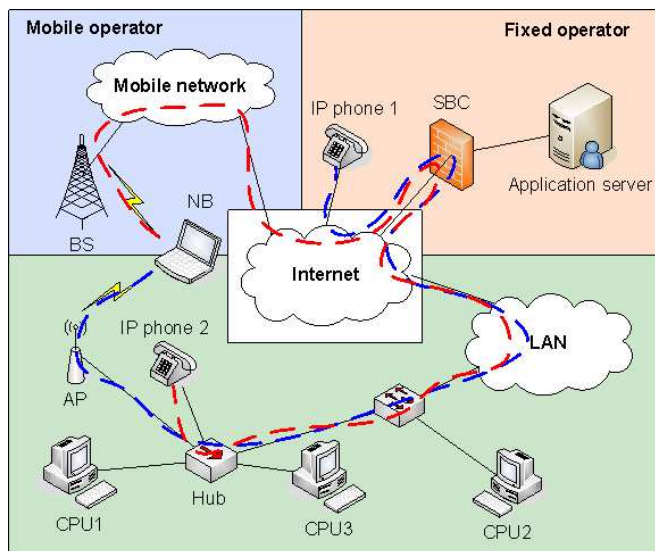 Mobile operator
Fixed operator
Mobile network
IP phone 1
SBC
Application server
BS
NB
Internet
IP phone 2
LAN
AP
CPU1
Hub
CPU3
CPU2